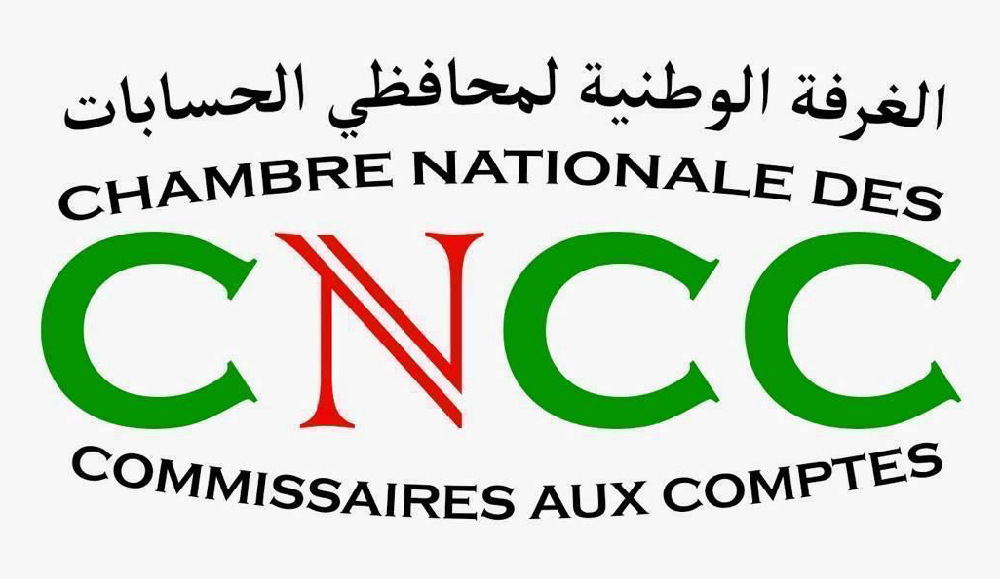 الغرفة الوطنية لمحافظي الحسابات
CHAMBRE NATIONALE DES
CNCC
COMMISSAIRES AUX COMPTES